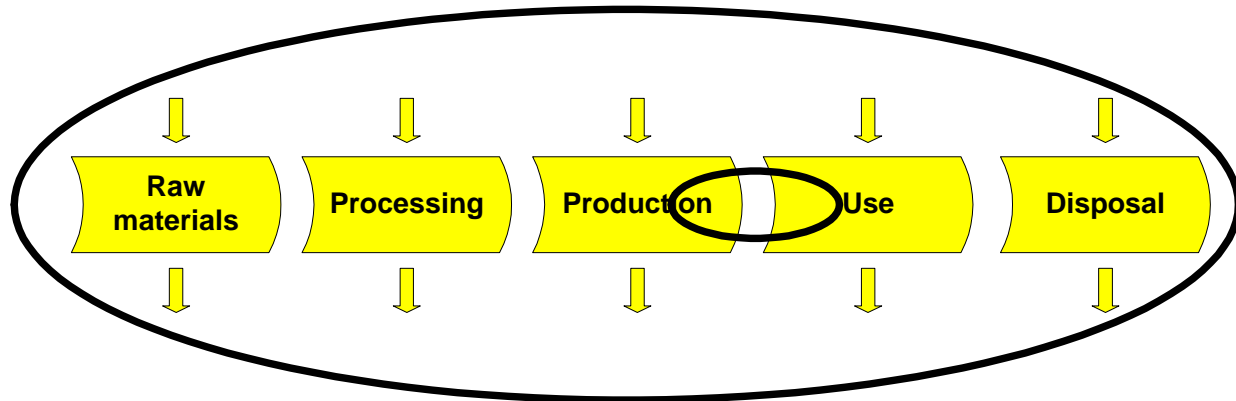 Raw
materials
Processing
Production
Use
Disposal